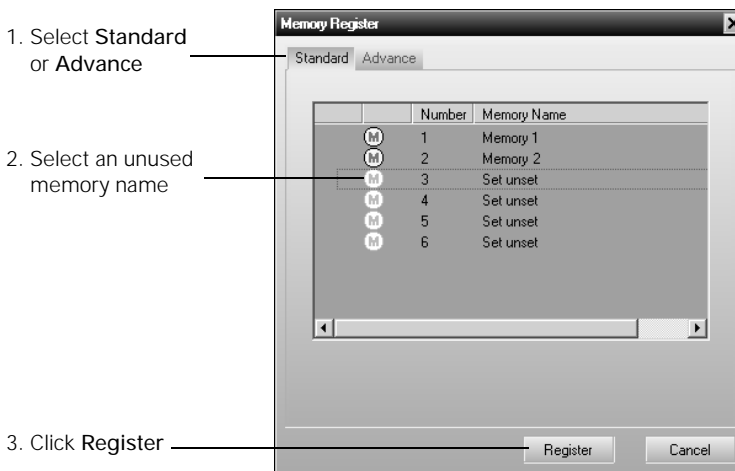 Memory Register
1. Select Standard
or Advance
Standard Advance
Number Memory Name
M 1 Memory 1
M 2 Memory 2
2. Select an unused
memory name
M 3 Set unset
M 4 Set unset
M 5 Set unset
M 6 Set unset
3. Click Register
Register Cancel